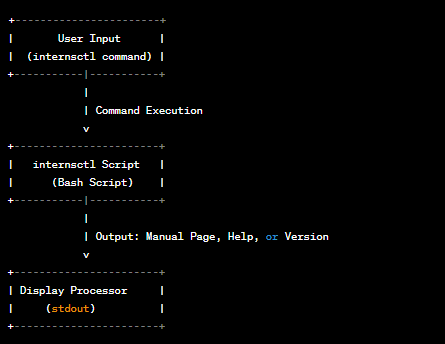 +-----------------------+
|       User Input      |
|  (internsctl command) |
+-----------|-----------+
            |
            | Command Execution
            v
+-----------------------+
|   internsctl Script   |
|      (Bash Script)    |
+-----------|-----------+
            |
            | Output: Manual Page, Help, or Version
            v
+-----------------------+
| Display Processor     |
|     (stdout)          |
+-----------------------+